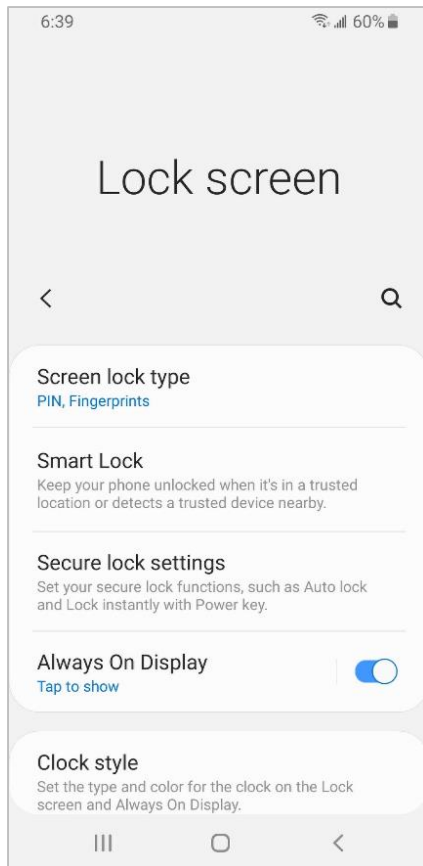 6:39 60%
Lock screen
Screen lock type
PIN, Fingerprints
Smart Lock
Keep your phone unlocked when it's in a trusted
location or detects a trusted device nearby.
Secure lock settings
Set your secure lock functions, such as Auto lock
and Lock instantly with Power key.
Always On Display
Tap to show
Clock style
Set the type and color for the clock on the Lock
screen and Always On Display.